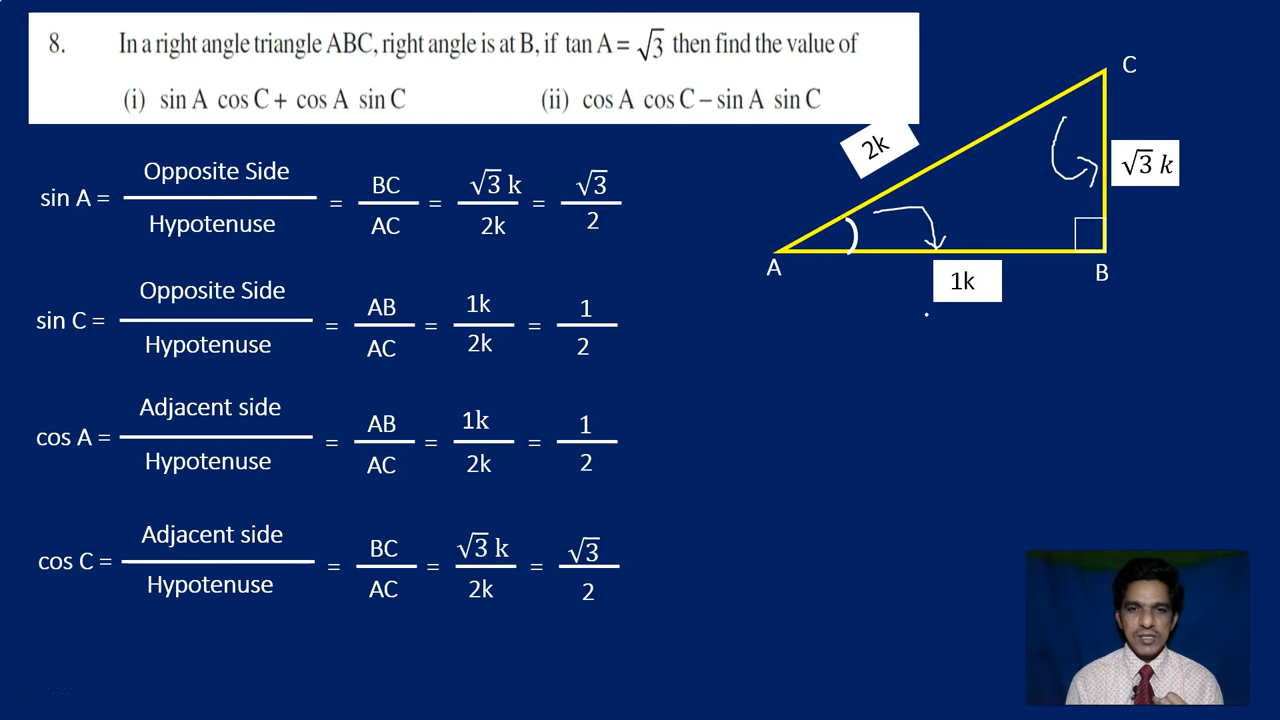 8. In a right angle triangle ABC, right angle is at B, if tan A = √3 then find the value of
(i) sin A cos C + cos A sin C (ii) cos A cos C – sin A sin C
sin A = Opposite Side / Hypotenuse = BC / AC = √3 k / 2k = √3 / 2
sin C = Opposite Side / Hypotenuse = AB / AC = 1k / 2k = 1 / 2
cos A = Adjacent side / Hypotenuse = AB / AC = 1k / 2k = 1 / 2
cos C = Adjacent side / Hypotenuse = BC / AC = √3 k / 2k = √3 / 2
C
2k
√3 k
A
B
1k